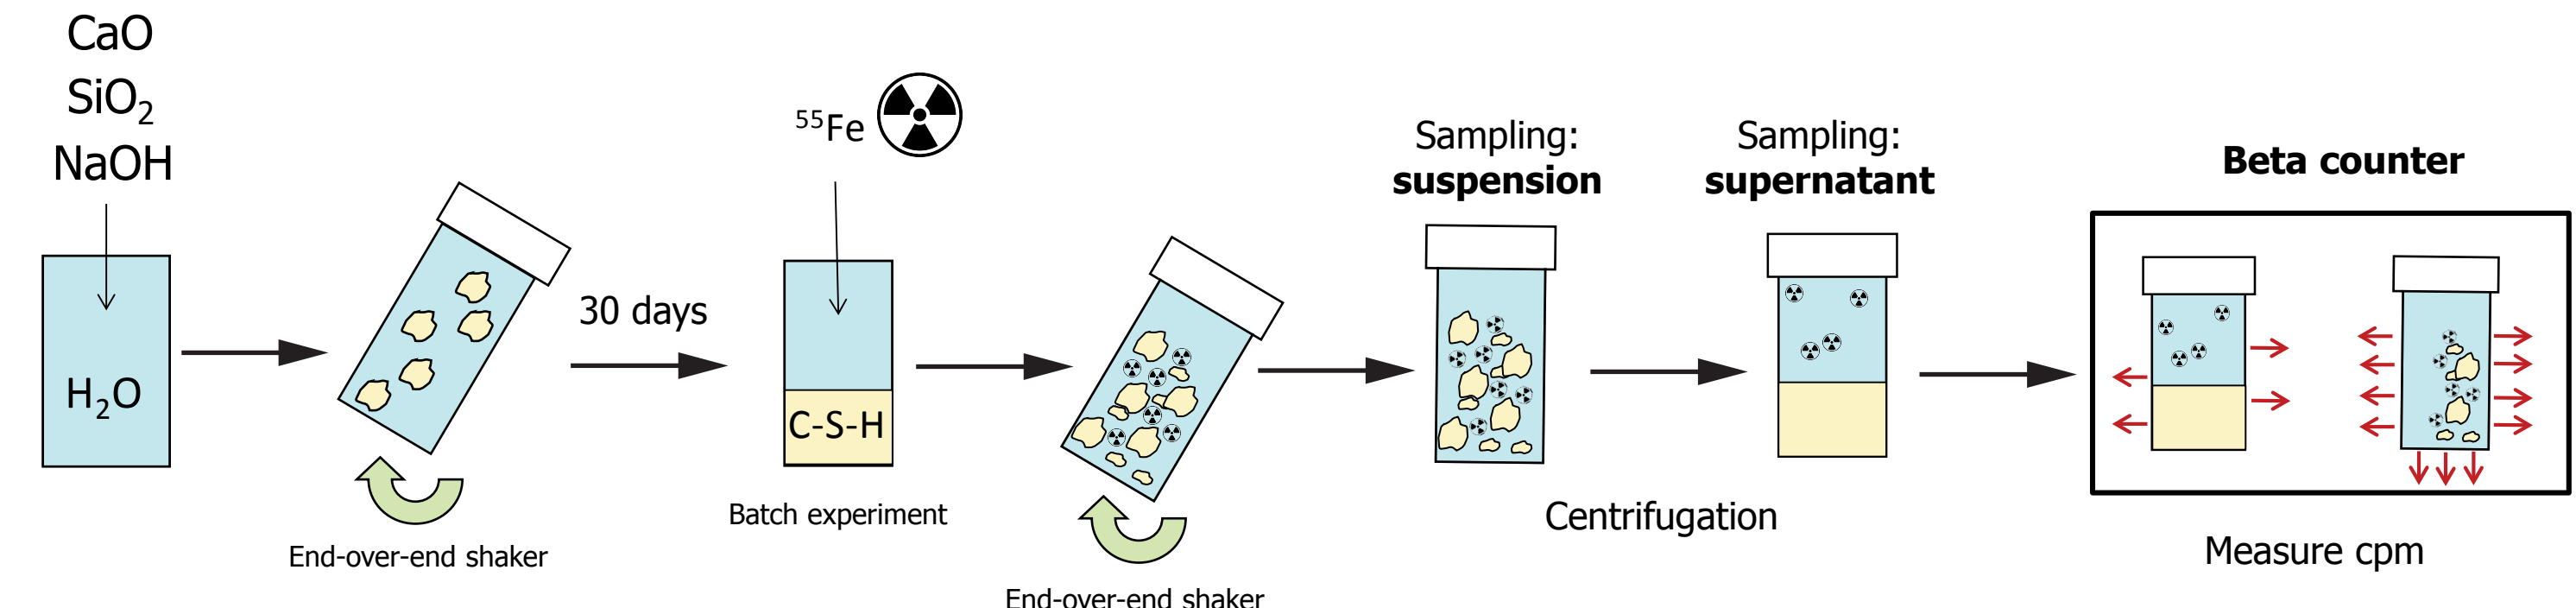 CaO
SiO₂
NaOH
H₂O
End-over-end shaker
30 days
⁵⁵Fe
C-S-H
Batch experiment
End-over-end shaker
Sampling:
suspension
Sampling:
supernatant
Centrifugation
Beta counter
Measure cpm